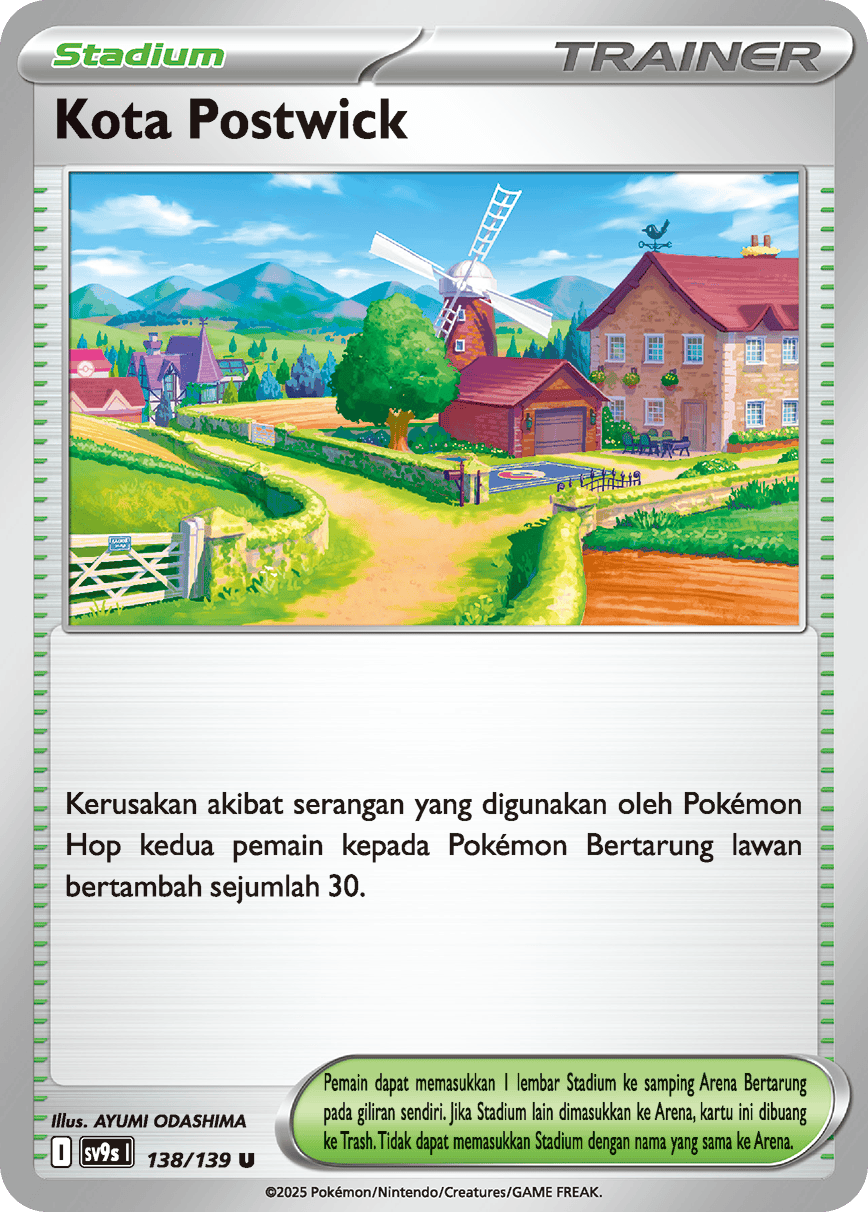 Stadium
TRAINER
Kota Postwick
Kerusakan akibat serangan yang digunakan oleh Pokémon
Hop kedua pemain kepada Pokémon Bertarung lawan
bertambah sejumlah 30.
Pemain dapat memasukkan 1 lembar Stadium ke samping Arena Bertarung
pada giliran sendiri. Jika Stadium lain dimasukkan ke Arena, kartu ini dibuang
ke Trash. Tidak dapat memasukkan Stadium dengan nama yang sama ke Arena.
Illus. AYUMI ODASHIMA
I sv9s I 138/139 U
©2025 Pokémon/Nintendo/Creatures/GAME FREAK.